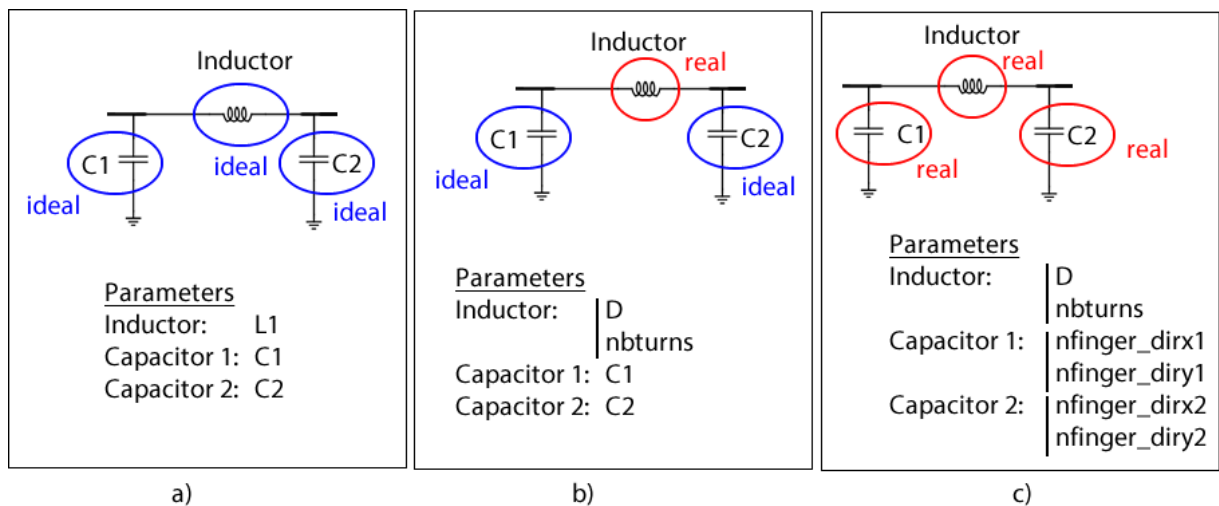 Inductor
C1
ideal
C2
ideal
ideal
Parameters
Inductor: L1
Capacitor 1: C1
Capacitor 2: C2
a)
Inductor
real
C1
C2
ideal
ideal
Parameters
Inductor: D
nbturns
Capacitor 1: C1
Capacitor 2: C2
b)
Inductor
real
C1
C2
real
real
Parameters
Inductor: D
nbturns
Capacitor 1: nfinger_dirx1
nfinger_diry1
Capacitor 2: nfinger_dirx2
nfinger_diry2
c)